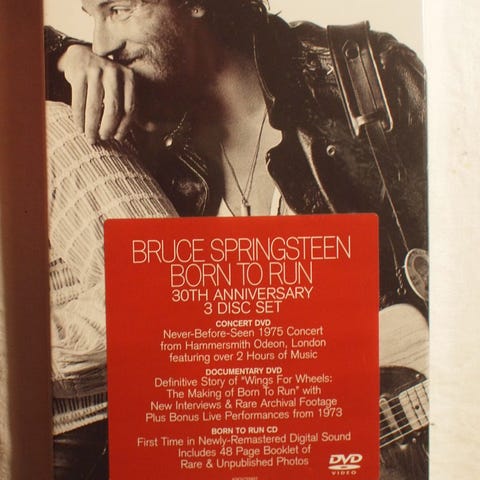 BRUCE SPRINGSTEEN
BORN TO RUN
30TH ANNIVERSARY
3 DISC SET
CONCERT DVD
Never-Before-Seen 1975 Concert
from Hammersmith Odeon, London
featuring over 2 Hours of Music
DOCUMENTARY DVD
Definitive Story of "Wings For Wheels:
The Making of Born To Run" with
New Interviews & Rare Archival Footage
Plus Bonus Live Performances from 1973
BORN TO RUN CD
First Time in Newly-Remastered Digital Sound
Includes 48 Page Booklet of
Rare & Unpublished Photos
DVD
VIDEO